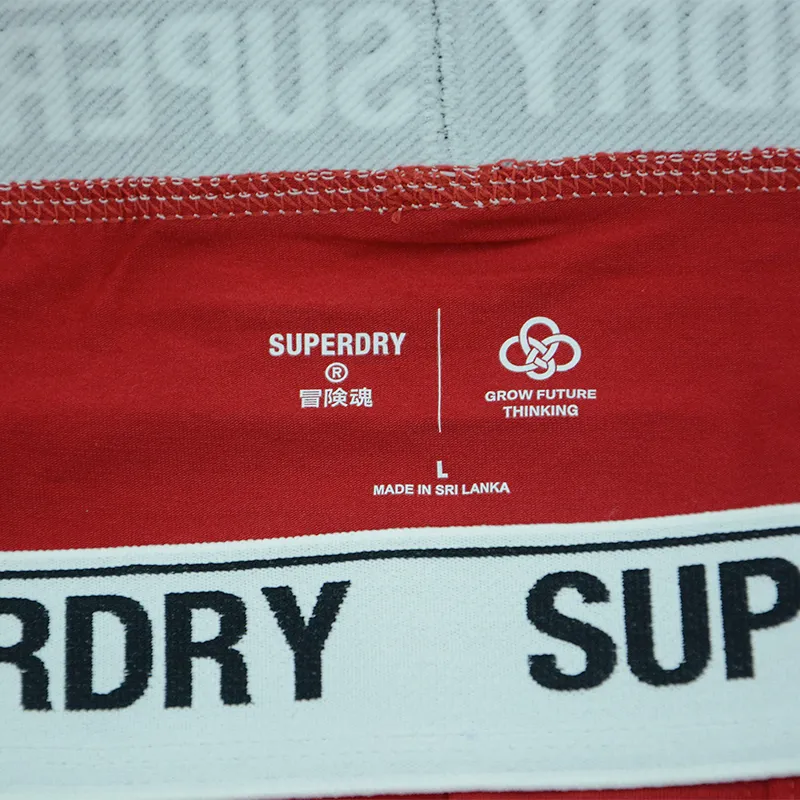 SUPERDRY
®
冒険魂
GROW FUTURE
THINKING
L
MADE IN SRI LANKA
RDRY SUP